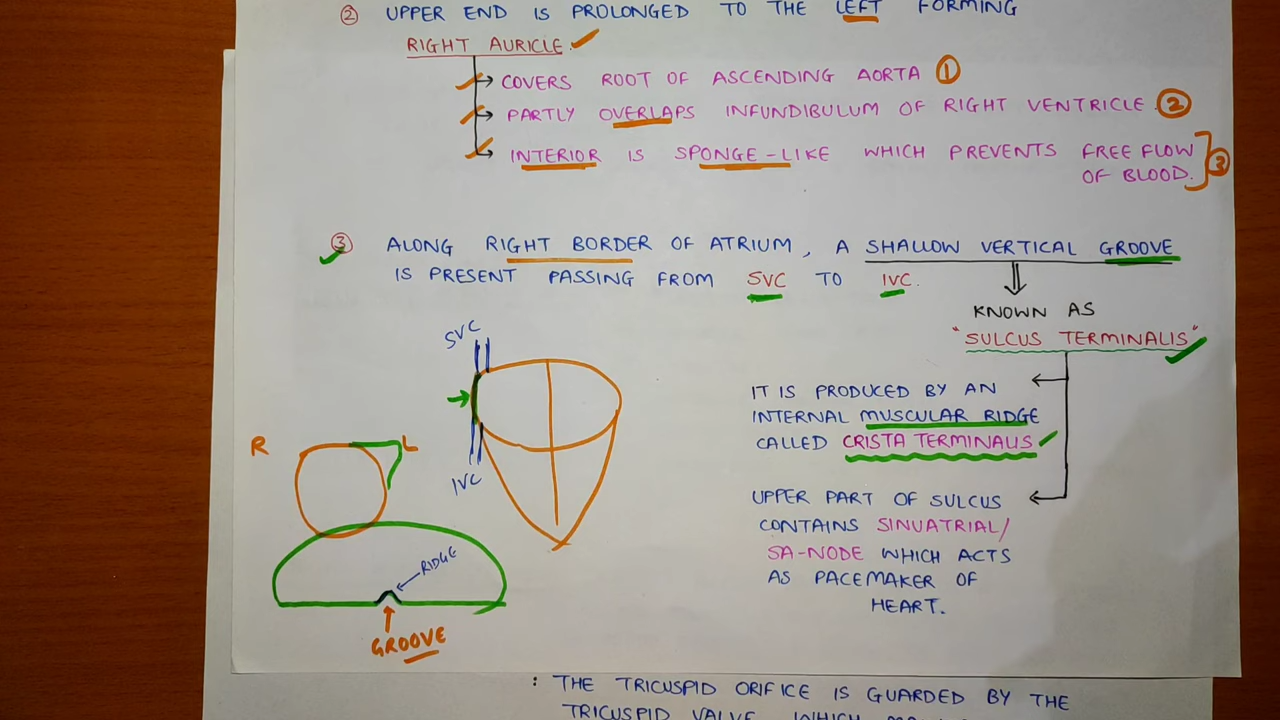 ② UPPER END IS PROLONGED TO THE LEFT FORMING
RIGHT AURICLE.
COVERS ROOT OF ASCENDING AORTA ①
PARTLY OVERLAPS INFUNDIBULUM OF RIGHT VENTRICLE. ②
INTERIOR IS SPONGE-LIKE WHICH PREVENTS FREE FLOW
OF BLOOD. ③
③ ALONG RIGHT BORDER OF ATRIUM, A SHALLOW VERTICAL GROOVE
IS PRESENT PASSING FROM SVC TO IVC.
KNOWN AS
"SULCUS TERMINALIS"
IT IS PRODUCED BY AN
INTERNAL MUSCULAR RIDGE
CALLED CRISTA TERMINALIS
UPPER PART OF SULCUS
CONTAINS SINUATRIAL/
SA-NODE WHICH ACTS
AS PACEMAKER OF
HEART.
SVC
IVC
R
L
RIDGE
GROOVE
: THE TRICUSPID ORIFICE IS GUARDED BY THE
TRICUSPID VALVE WHICH